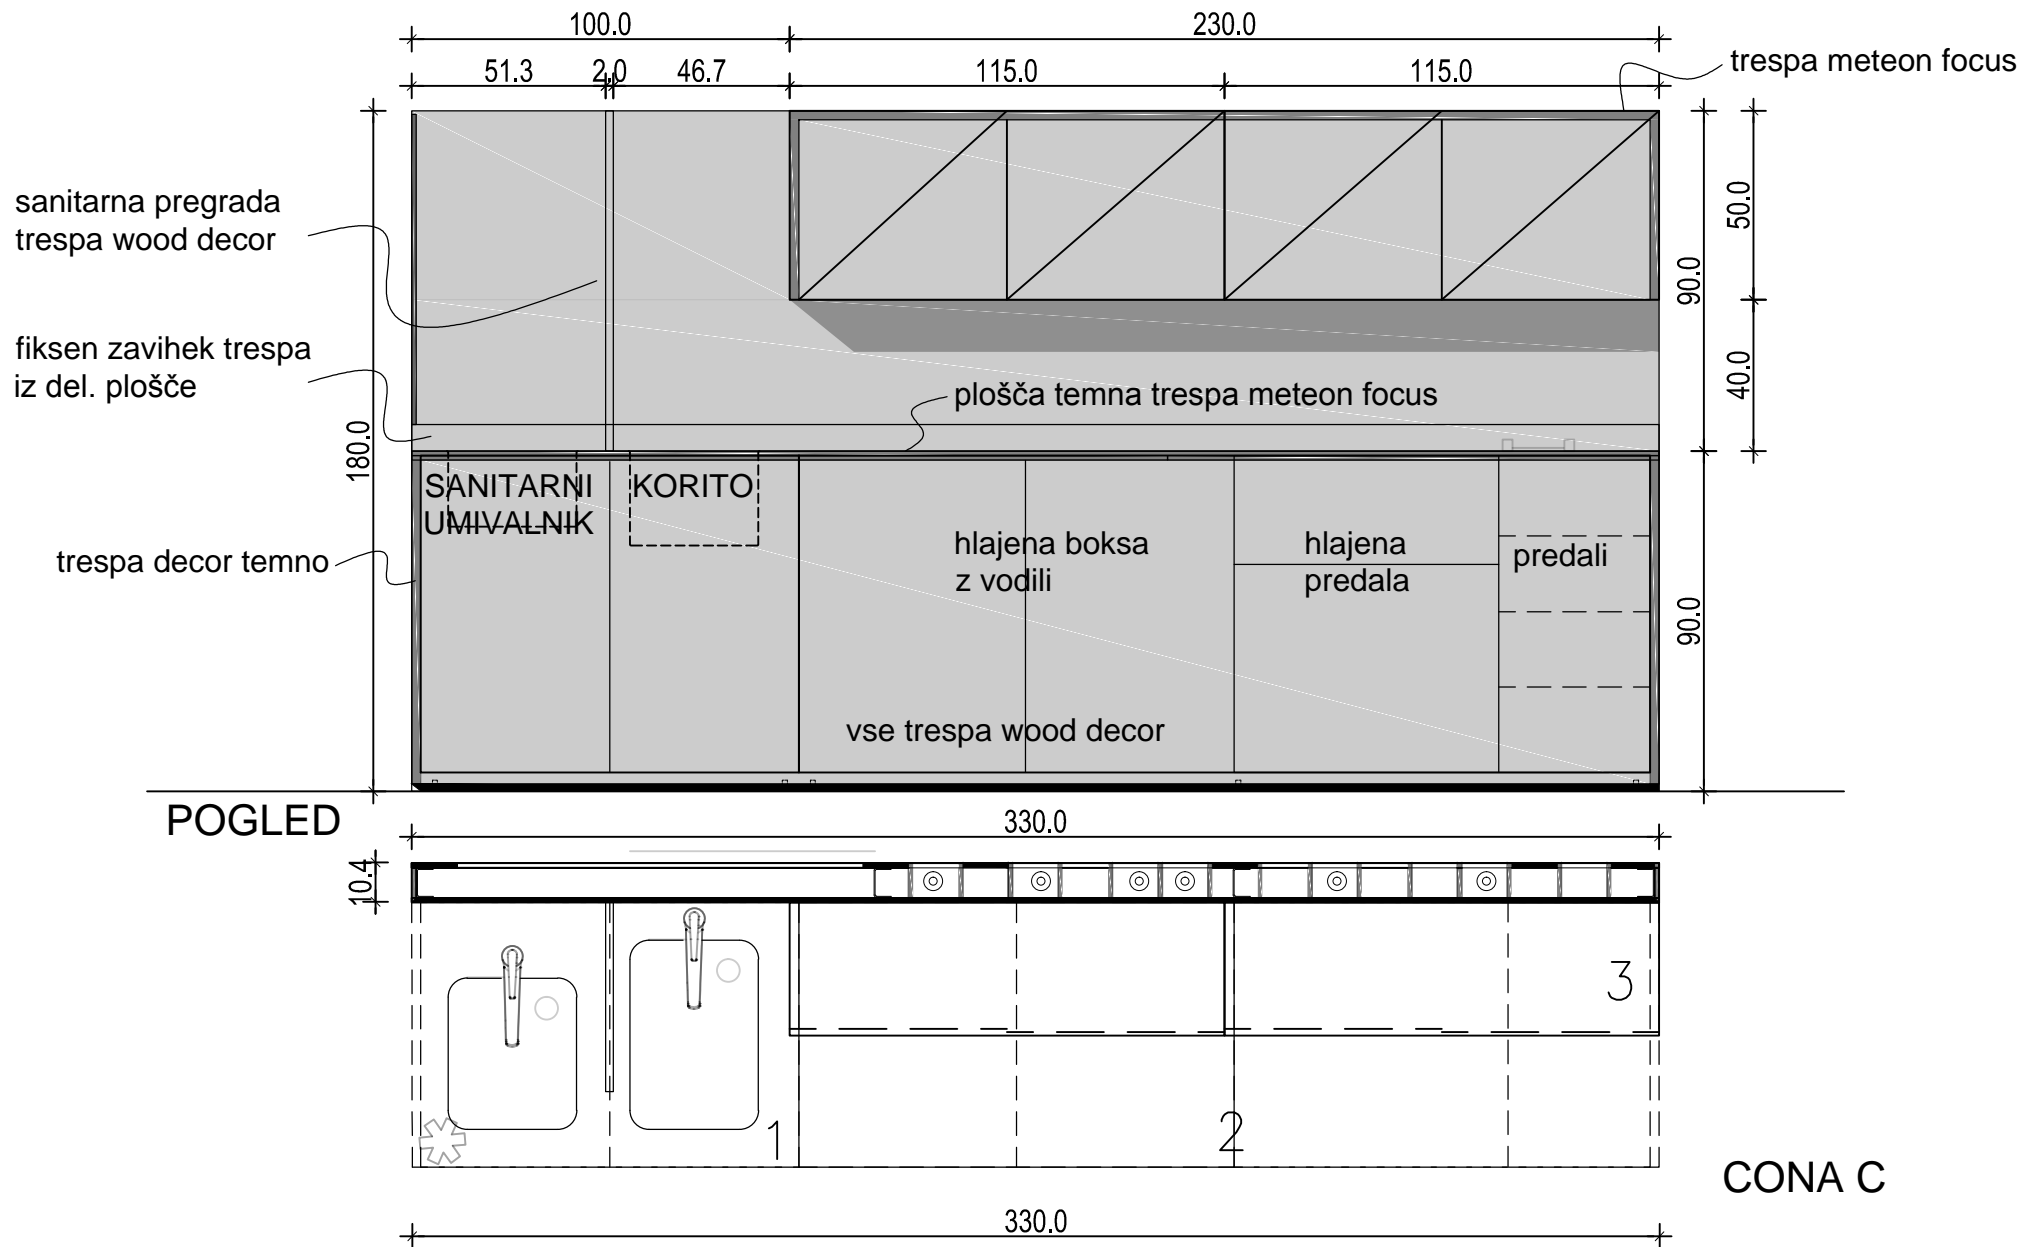 100.0
230.0
51.3
2.0
46.7
115.0
115.0
trespa meteon focus
sanitarna pregrada
trespa wood decor
50.0
90.0
fiksen zavihek trespa
iz del. plošče
40.0
plošča temna trespa meteon focus
180.0
SANITARNI
UMIVALNIK
KORITO
hlajena boksa
z vodili
hlajena
predala
predali
trespa decor temno
90.0
vse trespa wood decor
POGLED
330.0
10.4
3
1
2
CONA C
330.0